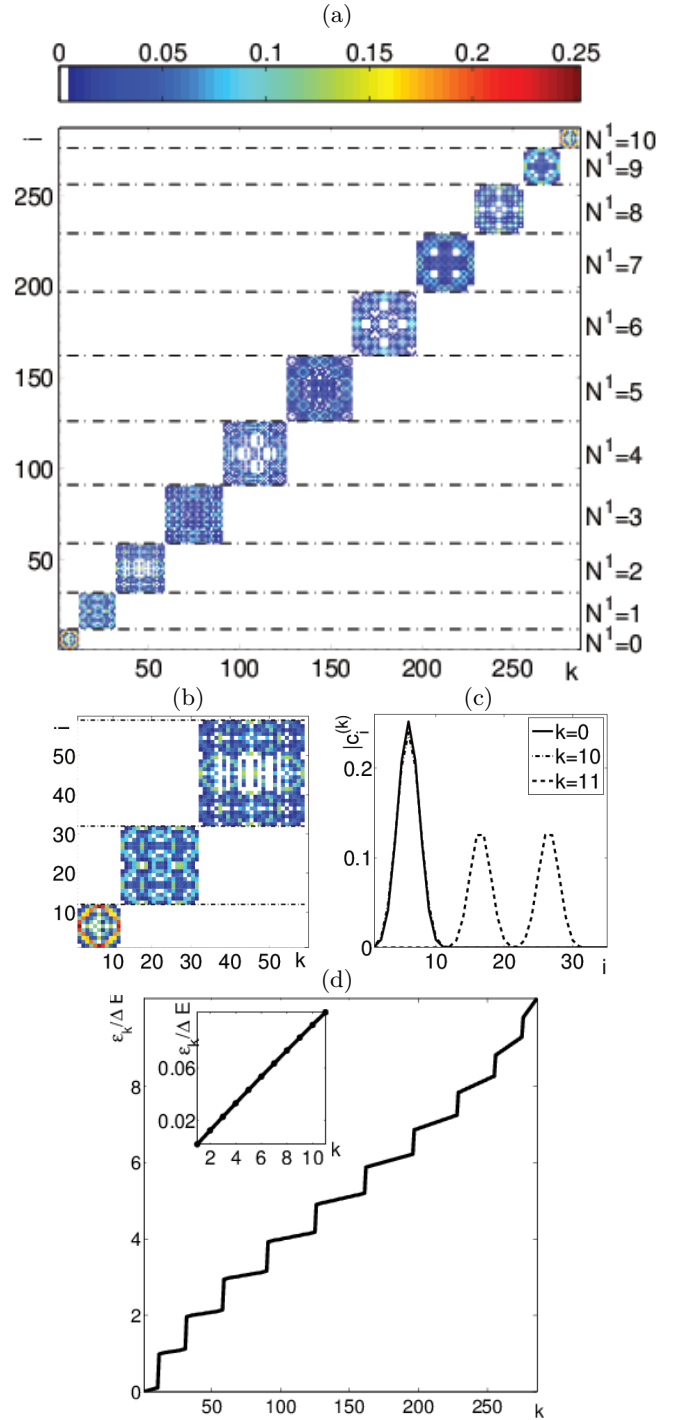 (a)
0 0.05 0.1 0.15 0.2 0.25
i
N¹=10
N¹=9
250
N¹=8
N¹=7
200
N¹=6
150
N¹=5
N¹=4
100
N¹=3
50
N¹=2
N¹=1
N¹=0
50 100 150 200 250 k
(b) (c)
i
50
40
30
20
10
10 20 30 40 50 k
|c_i^(k)|
0.2
0.1
0
k=0
k=10
k=11
10 20 30 i
(d)
ε_k/Δ E
8
6
4
2
0
ε_k/Δ E
0.06
0.02
2 4 6 8 10 k
50 100 150 200 250 k